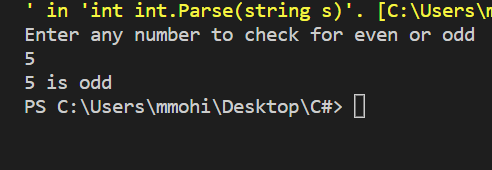 ' in 'int int.Parse(string s)'. [C:\Users\
Enter any number to check for even or odd
5
5 is odd
PS C:\Users\mmohi\Desktop\C#>